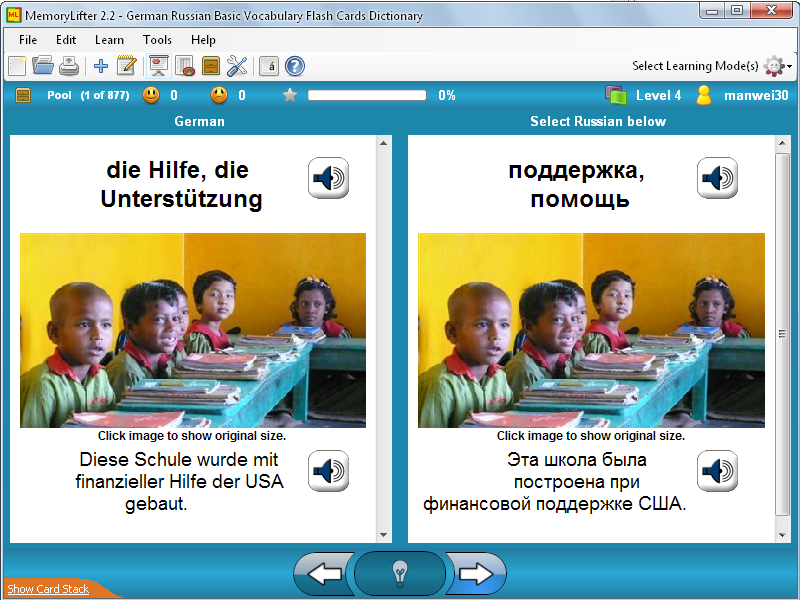 MemoryLifter 2.2 - German Russian Basic Vocabulary Flash Cards Dictionary
File Edit Learn Tools Help
á ? Select Learning Mode(s)
Pool (1 of 877) 0 0 0% Level 4 manwei30
German
Select Russian below
die Hilfe, die
Unterstützung
Click image to show original size.
Diese Schule wurde mit
finanzieller Hilfe der USA
gebaut.
поддержка,
помощь
Click image to show original size.
Эта школа была
построена при
финансовой поддержке США.
Show Card Stack